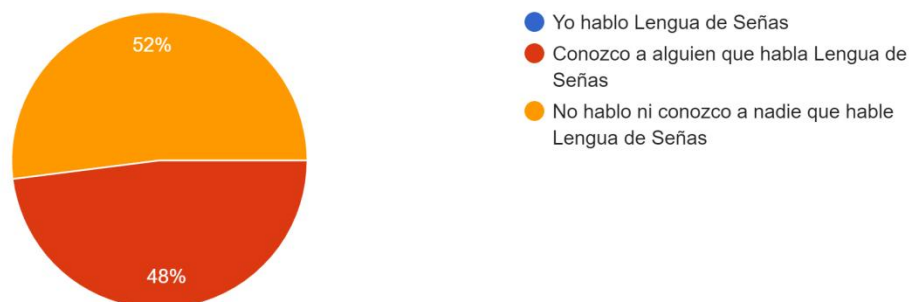 52%
48%
Yo hablo Lengua de Señas
Conozco a alguien que habla Lengua de
Señas
No hablo ni conozco a nadie que hable
Lengua de Señas